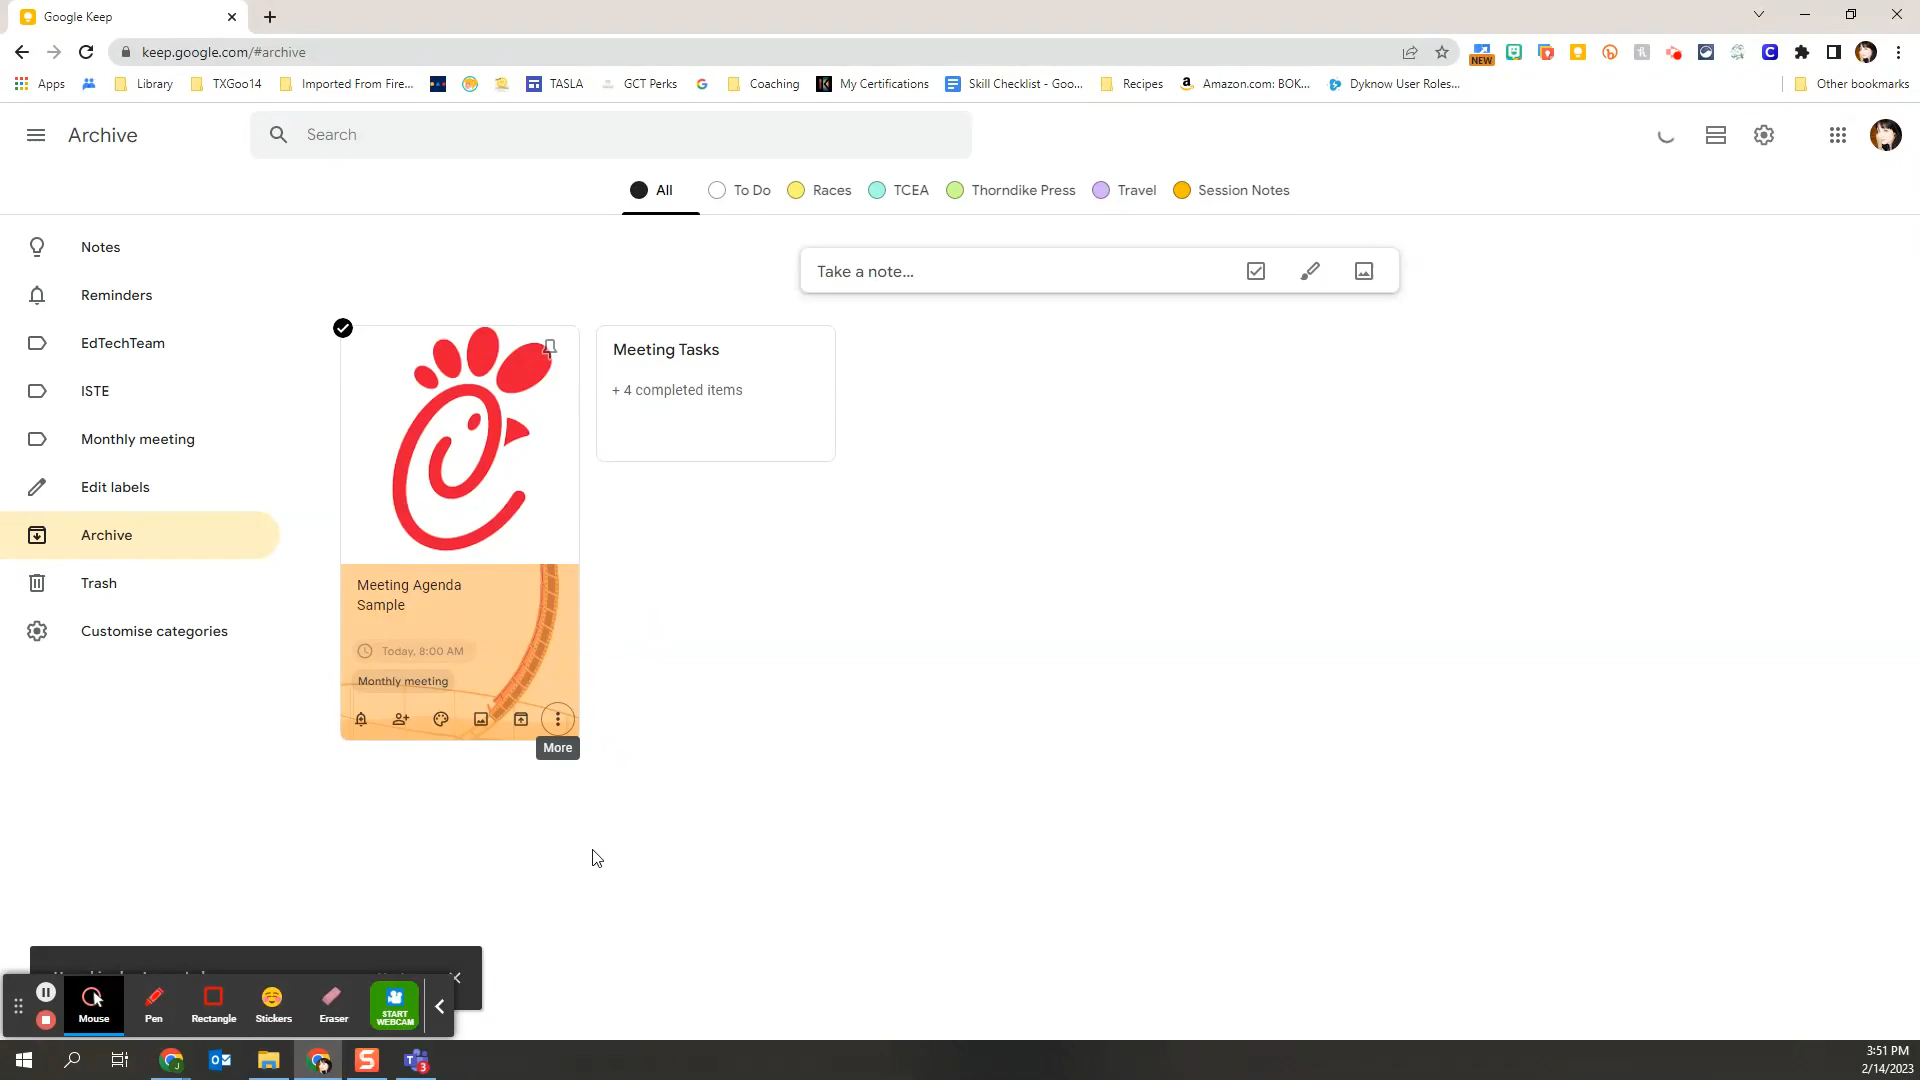 Google Keep
keep.google.com/#archive
NEW
Apps
Library
TXGoo14
Imported From Fire...
TASLA
GCT Perks
Coaching
My Certifications
Skill Checklist - Goo...
Recipes
Amazon.com: BOK...
Dyknow User Roles...
Other bookmarks
Archive
Search
All
To Do
Races
TCEA
Thorndike Press
Travel
Session Notes
Notes
Reminders
EdTechTeam
ISTE
Monthly meeting
Edit labels
Archive
Trash
Customise categories
Take a note...
Meeting Agenda
Sample
Today, 8:00 AM
Monthly meeting
More
Meeting Tasks
+ 4 completed items
Mouse
Pen
Rectangle
Stickers
Eraser
START
WEBCAM
3
3:51 PM
2/14/2023